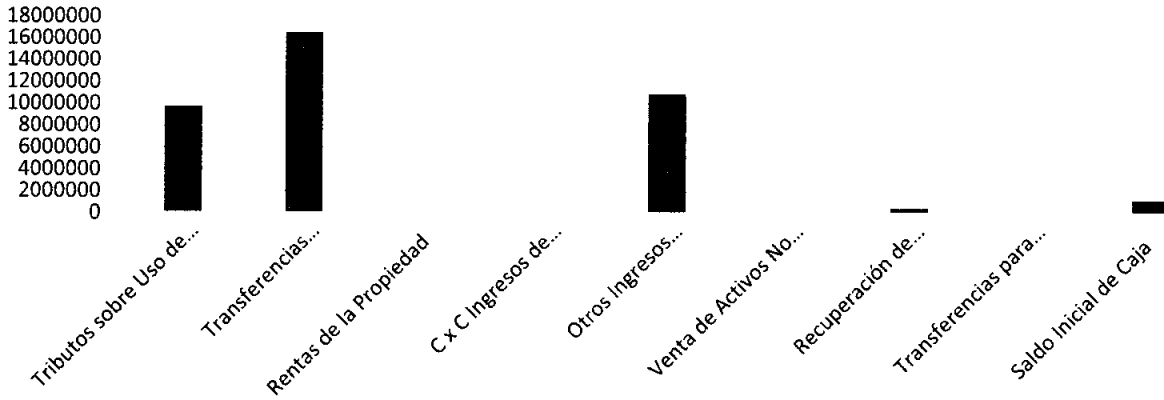 18000000
16000000
14000000
12000000
10000000
8000000
6000000
4000000
2000000
0
Tributos sobre Uso de...
Transferencias...
Rentas de la Propiedad
C x C Ingresos de...
Otros Ingresos...
Venta de Activos No...
Recuperación de...
Transferencias para...
Saldo Inicial de Caja